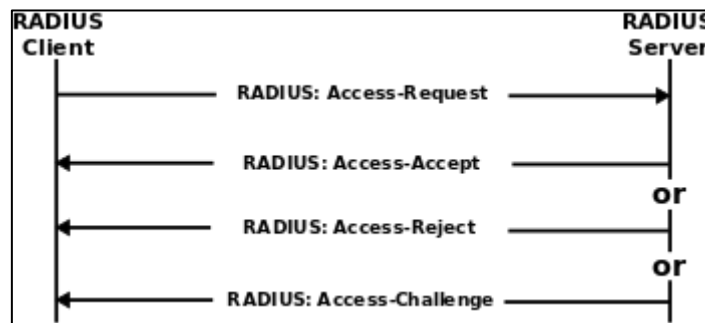 RADIUS
Client
RADIUS
Server
RADIUS: Access-Request
RADIUS: Access-Accept
or
RADIUS: Access-Reject
or
RADIUS: Access-Challenge